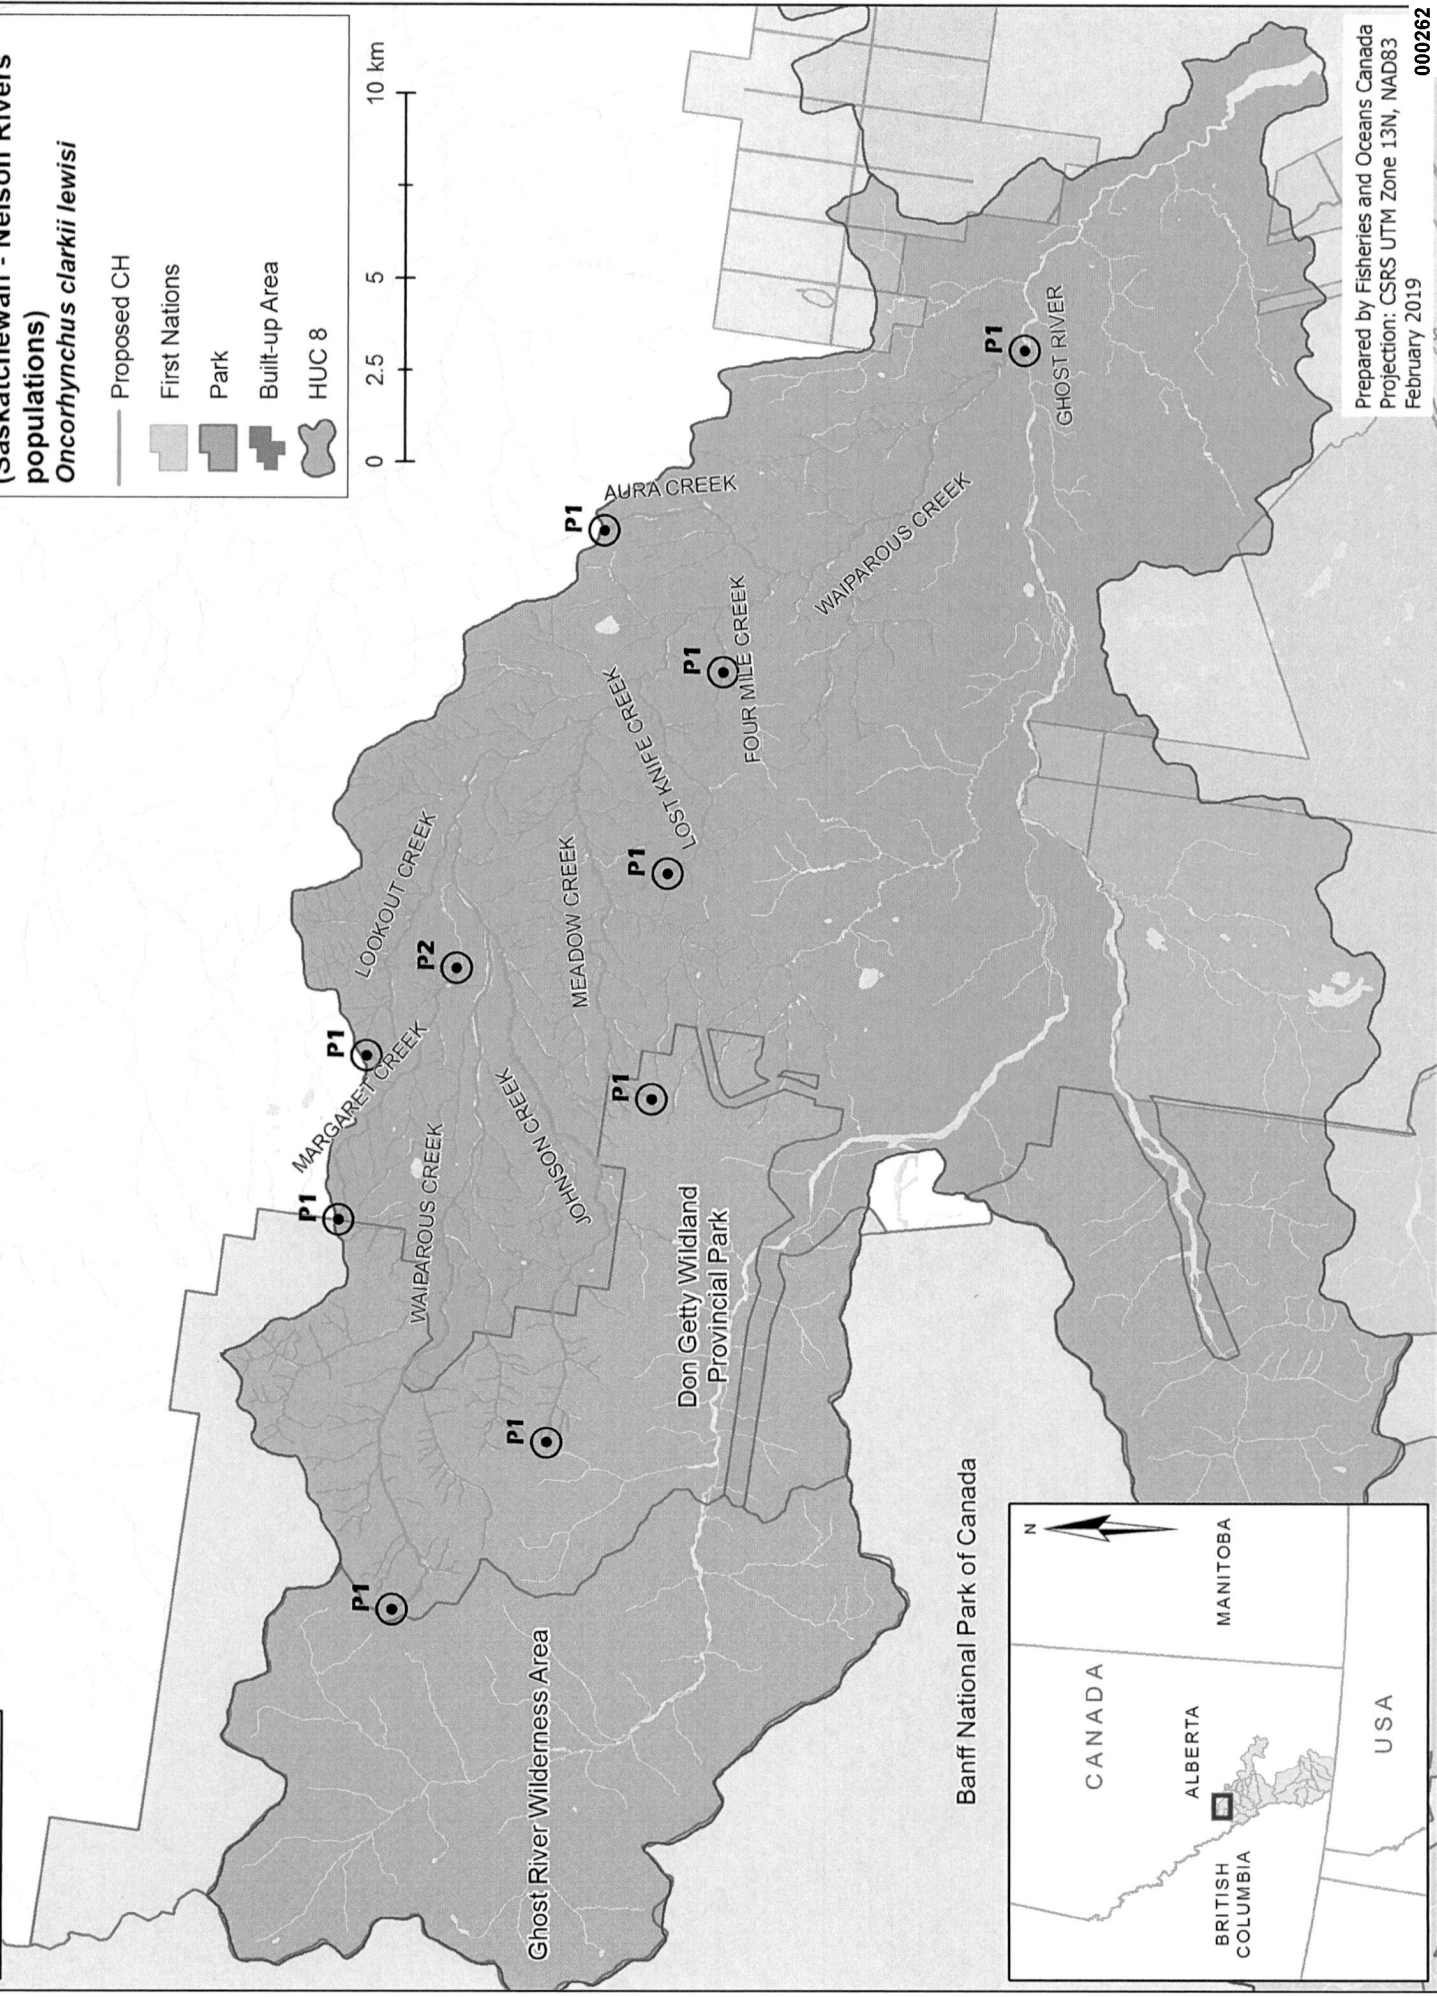 (Saskatchewan - Nelson Rivers
populations)
Oncorhynchus clarkii lewisi
Proposed CH
First Nations
Park
Built-up Area
HUC 8
0 2.5 5 10 km
P1
P1
P1
P1
P2
P1
P1
P1
P1
P1
MARGARET CREEK
LOOKOUT CREEK
WAIPAROUS CREEK
JOHNSON CREEK
MEADOW CREEK
LOST KNIFE CREEK
FOUR MILE CREEK
AURA CREEK
WAIPAROUS CREEK
GHOST RIVER
Ghost River Wilderness Area
Don Getty Wildland
Provincial Park
Banff National Park of Canada
N
CANADA
ALBERTA
MANITOBA
BRITISH
COLUMBIA
USA
Prepared by Fisheries and Oceans Canada
Projection: CSRS UTM Zone 13N, NAD83
February 2019
000262